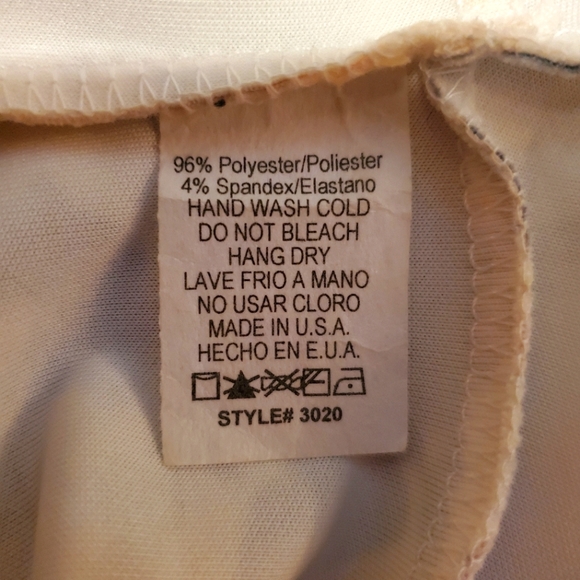 96% Polyester/Poliester
4% Spandex/Elastano
HAND WASH COLD
DO NOT BLEACH
HANG DRY
LAVE FRIO A MANO
NO USAR CLORO
MADE IN U.S.A.
HECHO EN E.U.A.
STYLE# 3020